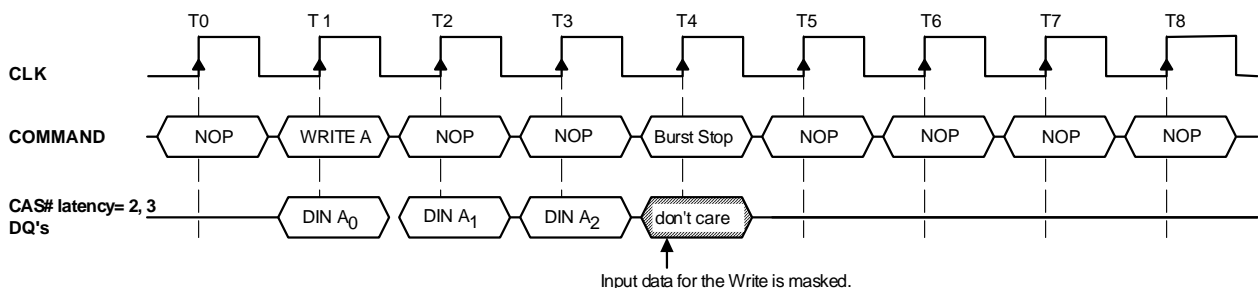 T0 T1 T2 T3 T4 T5 T6 T7 T8
CLK
COMMAND NOP WRITE A NOP NOP Burst Stop NOP NOP NOP NOP
CAS# latency= 2, 3
DQ's DIN A0 DIN A1 DIN A2 don't care
Input data for the Write is masked.